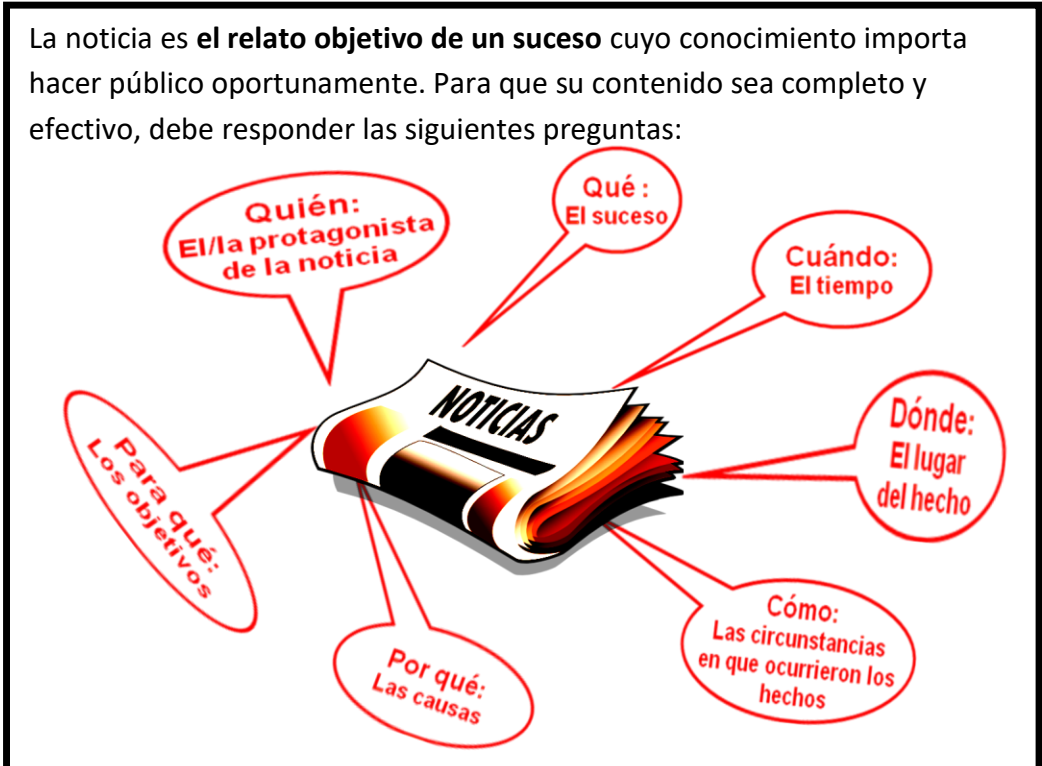 La noticia es el relato objetivo de un suceso cuyo conocimiento importa
hacer público oportunamente. Para que su contenido sea completo y
efectivo, debe responder las siguientes preguntas:
Qué :
El suceso
Quién:
El/la protagonista
de la noticia
Cuándo:
El tiempo
NOTICIAS
Dónde:
El lugar
del hecho
Para qué:
Los objetivos
Cómo:
Las circunstancias
en que ocurrieron los
hechos
Por qué:
Las causas